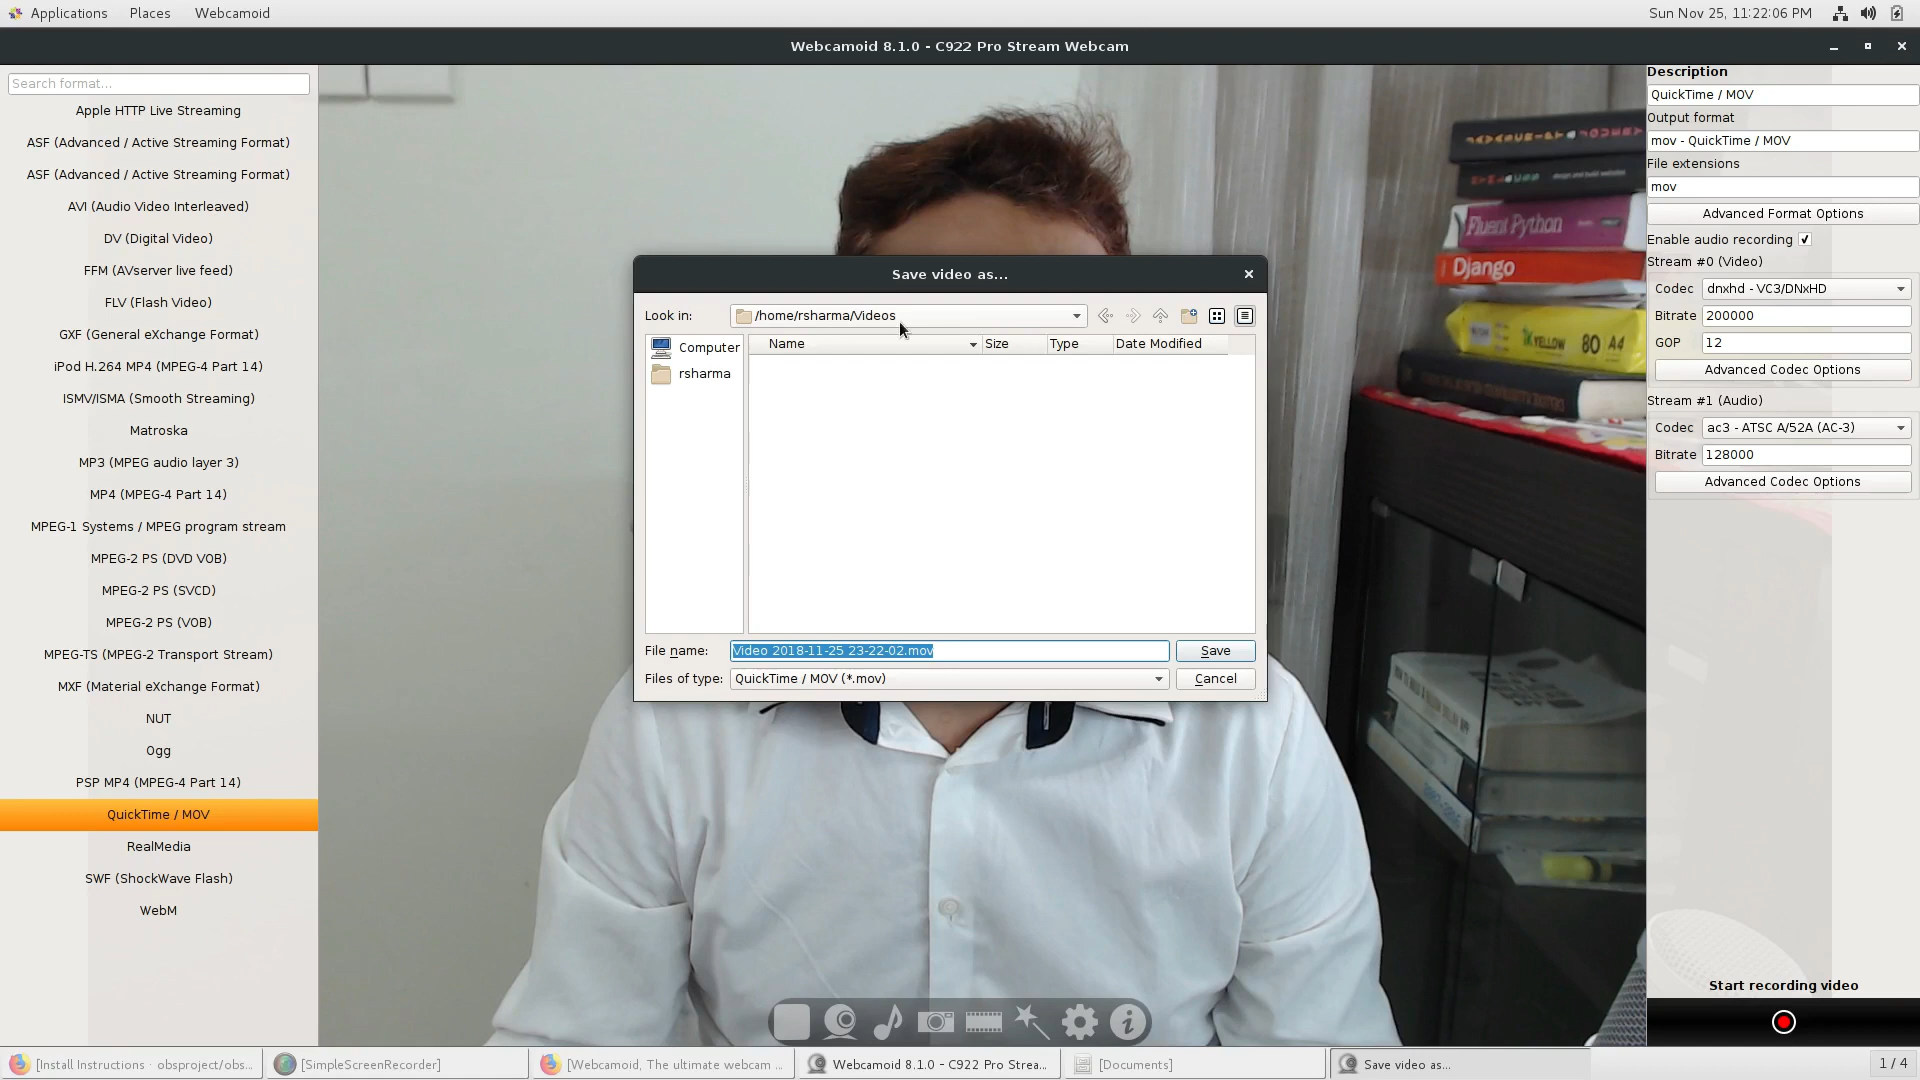 Applications Places Webcamoid Sun Nov 25, 11:22:06 PM
Webcamoid 8.1.0 - C922 Pro Stream Webcam
Search format...
Apple HTTP Live Streaming
ASF (Advanced / Active Streaming Format)
ASF (Advanced / Active Streaming Format)
AVI (Audio Video Interleaved)
DV (Digital Video)
FFM (AVserver live feed)
FLV (Flash Video)
GXF (General eXchange Format)
iPod H.264 MP4 (MPEG-4 Part 14)
ISMV/ISMA (Smooth Streaming)
Matroska
MP3 (MPEG audio layer 3)
MP4 (MPEG-4 Part 14)
MPEG-1 Systems / MPEG program stream
MPEG-2 PS (DVD VOB)
MPEG-2 PS (SVCD)
MPEG-2 PS (VOB)
MPEG-TS (MPEG-2 Transport Stream)
MXF (Material eXchange Format)
NUT
Ogg
PSP MP4 (MPEG-4 Part 14)
QuickTime / MOV
RealMedia
SWF (ShockWave Flash)
WebM
JAVASCRIPT & JQUERY
design and build websites
Fluent Python
Django
YELLOW 80 A4
Save video as...
Look in: /home/rsharma/Videos
Computer
rsharma
Name Size Type Date Modified
File name: Video 2018-11-25 23-22-02.mov Save
Files of type: QuickTime / MOV (*.mov) Cancel
Description
QuickTime / MOV
Output format
mov - QuickTime / MOV
File extensions
mov
Advanced Format Options
Enable audio recording
Stream #0 (Video)
Codec dnxhd - VC3/DNxHD
Bitrate 200000
GOP 12
Advanced Codec Options
Stream #1 (Audio)
Codec ac3 - ATSC A/52A (AC-3)
Bitrate 128000
Advanced Codec Options
Start recording video
[Install Instructions · obsproject/obs... [SimpleScreenRecorder] [Webcamoid, The ultimate webcam ... Webcamoid 8.1.0 - C922 Pro Strea... [Documents] Save video as... 1 / 4